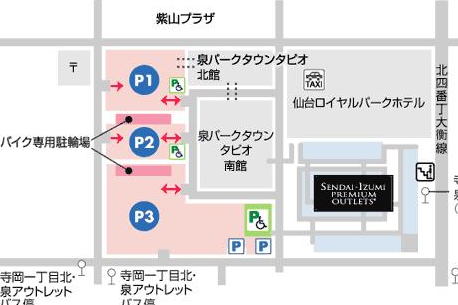 紫山プラザ
〒
P1
P
泉パークタウンタピオ
北館
TAXI
仙台ロイヤルパークホテル
北四番丁大衡線
バイク専用駐輪場
P2
P
泉パークタウン
タピオ
南館
SENDAI-IZUMI
PREMIUM
OUTLETS®
寺
泉
P3
P
P P
寺岡一丁目北・
泉アウトレット
バス停
寺岡一丁目北・
泉アウトレット
バス停